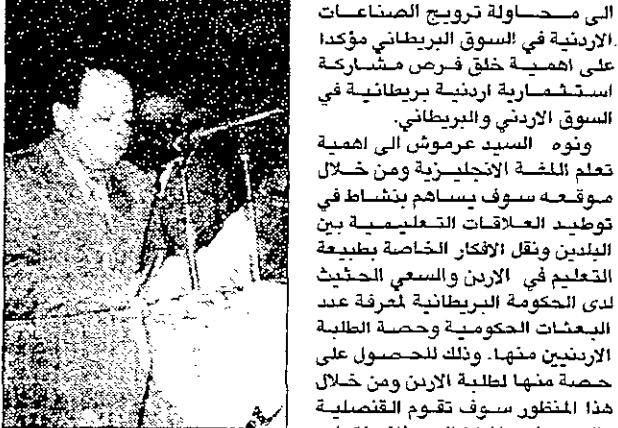 الى محاولة ترويج الصناعات
الاردنية في السوق البريطاني مؤكدا
على اهمية خلق فرص مشاركة
استثمارية اردنية بريطانية في
السوق الاردني والبريطاني.
ونوه السيد عرموش الى اهمية
تعلم اللغة الانجليزية ومن خلال
موقعه سوف يساهم بنشاط في
توطيد العلاقات التعليمية بين
البلدين ونقل الافكار الخاصة بطبيعة
التعليم في الاردن والسعي الحثيث
لدى الحكومة البريطانية لمعرفة عدد
البعثات الحكومية وحصة الطلبة
الاردنيين منها. وذلك للحصول على
حصة منها لطلبة الاردن ومن خلال
هذا المنظور سوف تقوم القنصلية